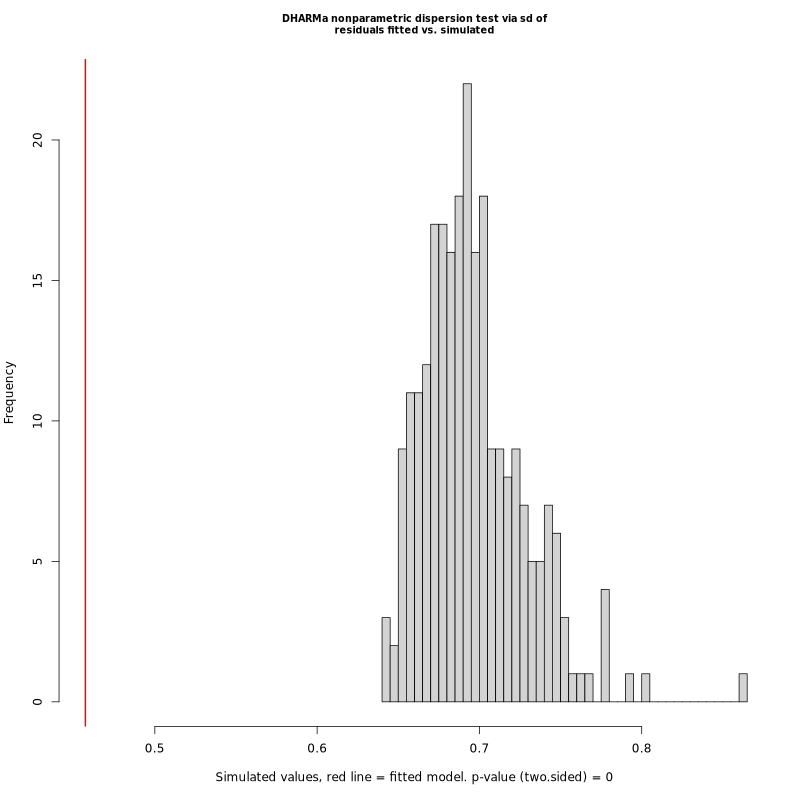 DHARMa nonparametric dispersion test via sd of
residuals fitted vs. simulated
20
15
10
5
0
Frequency
0.5 0.6 0.7 0.8
Simulated values, red line = fitted model. p-value (two.sided) = 0